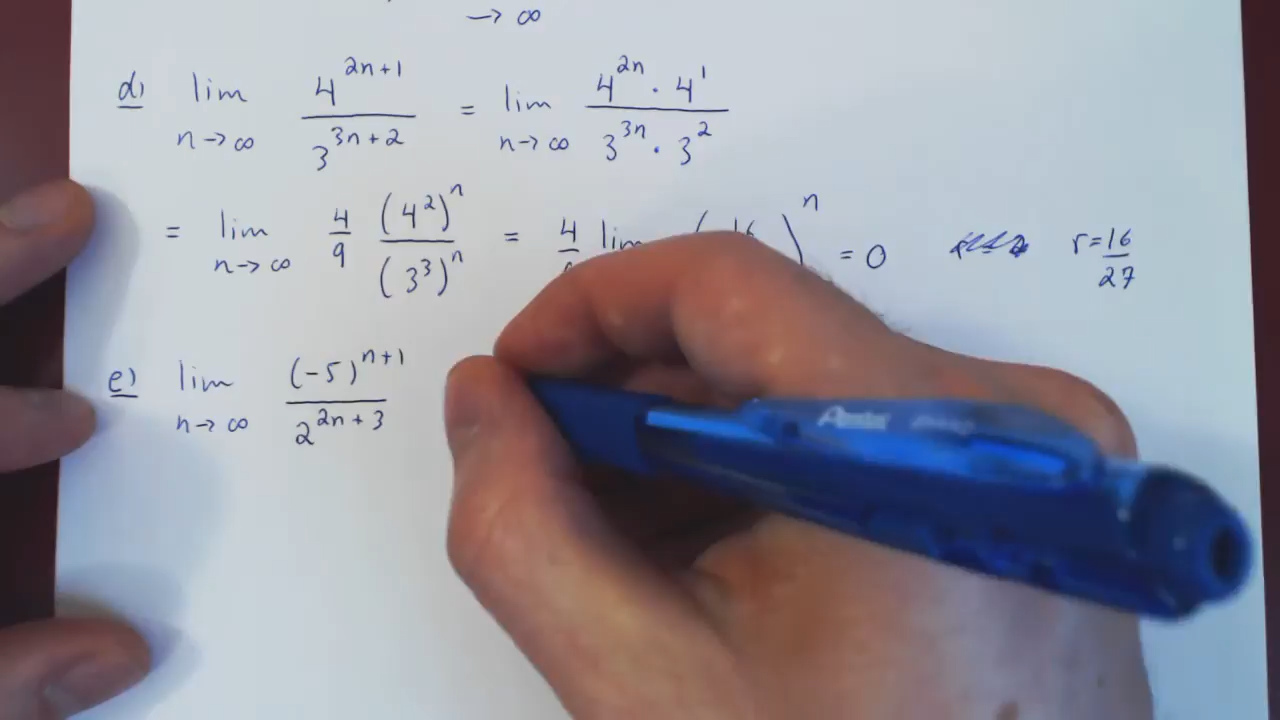 → ∞
d) lim n→∞ 4^{2n+1} / 3^{3n+2} = lim n→∞ 4^{2n} · 4^1 / 3^{3n} · 3^2
= lim n→∞ 4/9 (4^2)^n / (3^3)^n = 4/ lim ( 16 )^n = 0 r = 16/27
e) lim n→∞ (-5)^{n+1} / 2^{2n+3}
Pentel